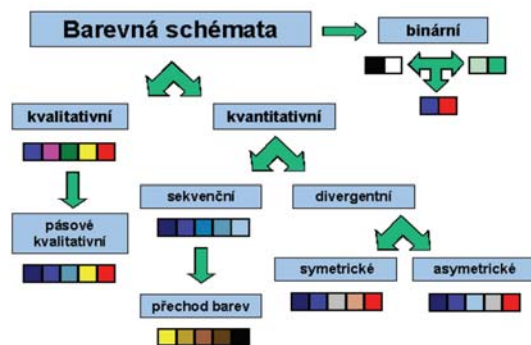 Barevná schémata
binární
kvalitativní
kvantitativní
sekvenční
divergentní
pásové
kvalitativní
symetrické
asymetrické
přechod barev